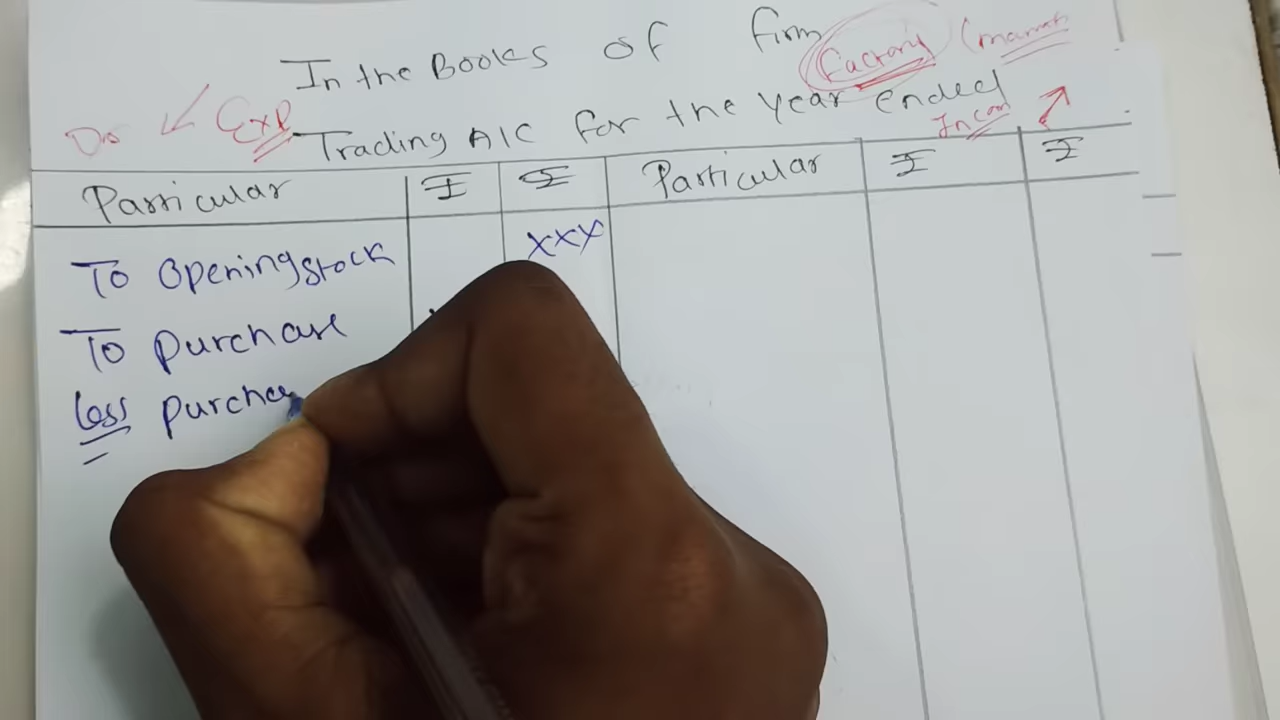 In the Books of firm
Factory
Exp
Trading A/C for the year ended
Particular ₹ ₹ Particular ₹ ₹
To Opening stock xxx
To purchase
Less purcha